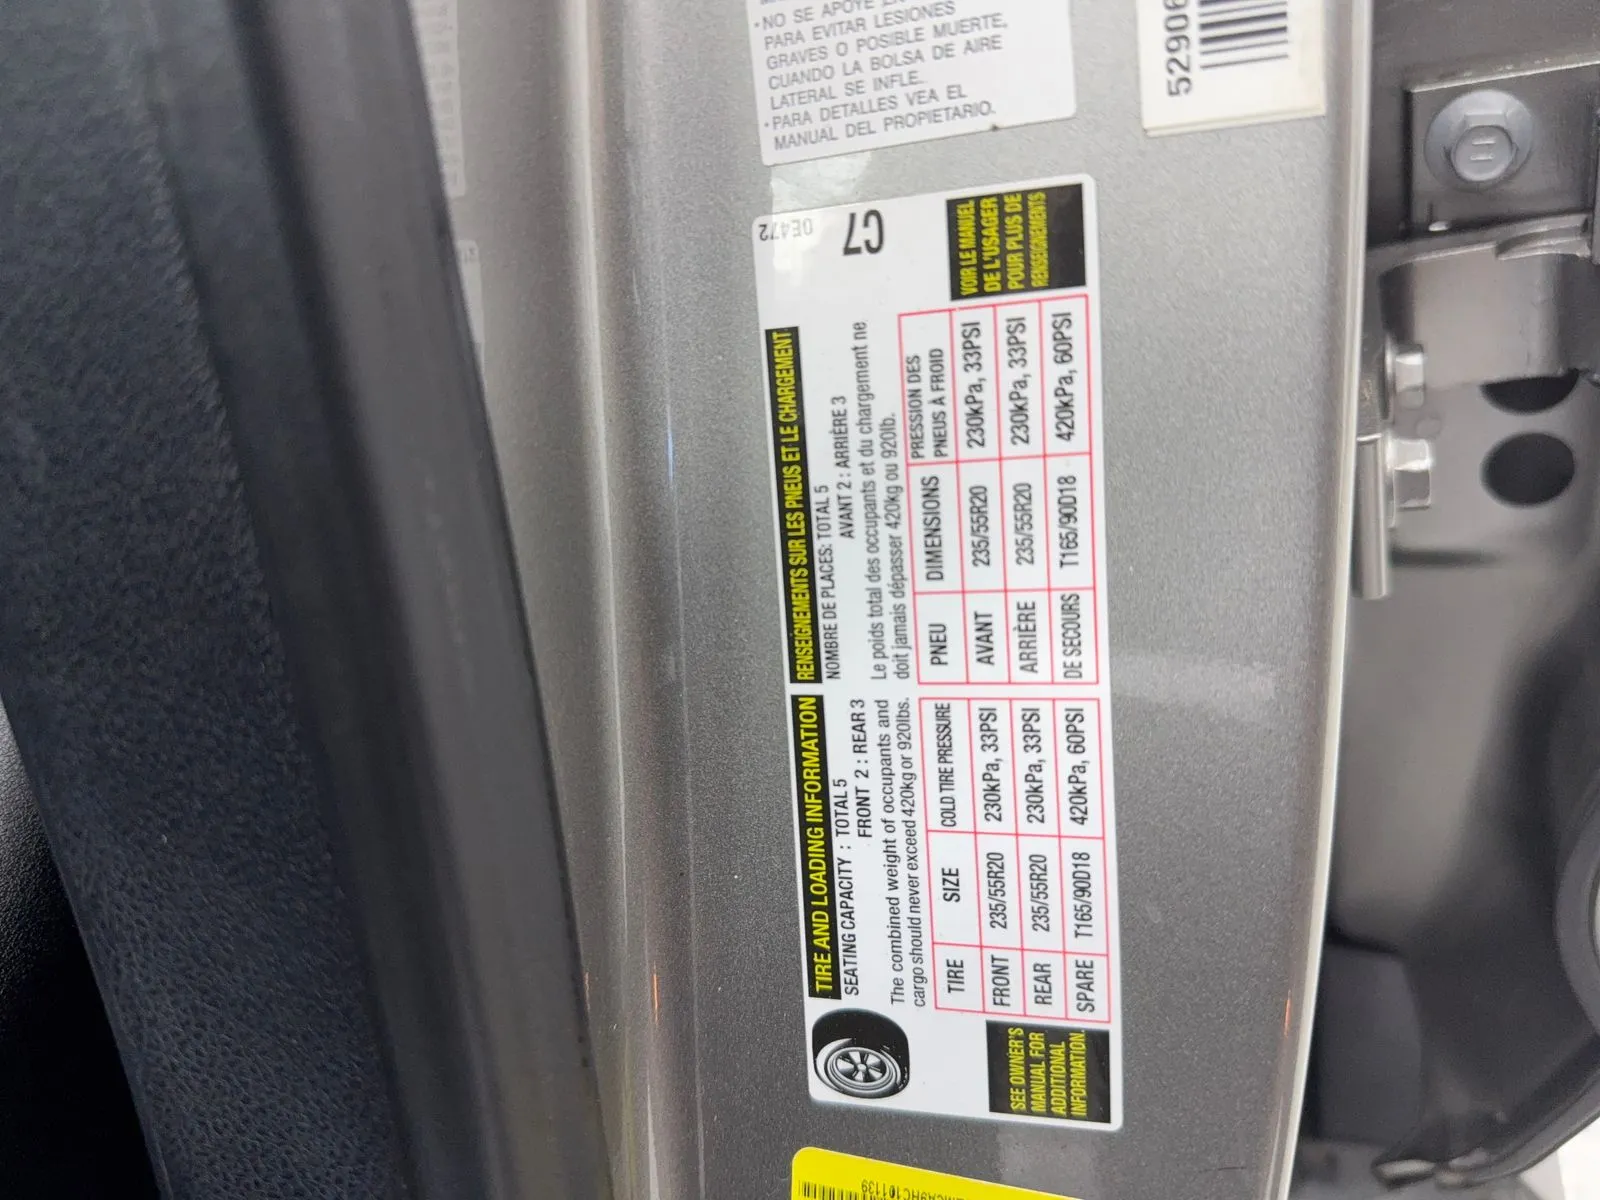 •NO SE APOYE EN
PARA EVITAR LESIONES
GRAVES O POSIBLE MUERTE,
CUANDO LA BOLSA DE AIRE
LATERAL SE INFLE.
•PARA DETALLES VEA EL
MANUAL DEL PROPIETARIO.
52906
TIRE AND LOADING INFORMATION
SEATING CAPACITY : TOTAL 5
FRONT 2 : REAR 3
The combined weight of occupants and
cargo should never exceed 420kg or 920lbs.
TIRE SIZE COLD TIRE PRESSURE
FRONT 235/55R20 230kPa, 33PSI
REAR 235/55R20 230kPa, 33PSI
SPARE T165/90D18 420kPa, 60PSI
SEE OWNER'S
MANUAL FOR
ADDITIONAL
INFORMATION.
RENSEIGNEMENTS SUR LES PNEUS ET LE CHARGEMENT
NOMBRE DE PLACES: TOTAL 5
AVANT 2 : ARRIÈRE 3
Le poids total des occupants et du chargement ne
doit jamais dépasser 420kg ou 920lb.
PNEU DIMENSIONS PRESSION DES
PNEUS À FROID
AVANT 235/55R20 230kPa, 33PSI
ARRIÈRE 235/55R20 230kPa, 33PSI
DE SECOURS T165/90D18 420kPa, 60PSI
VOIR LE MANUEL
DE L'USAGER
POUR PLUS DE
RENSEIGNEMENTS
0E472
C7